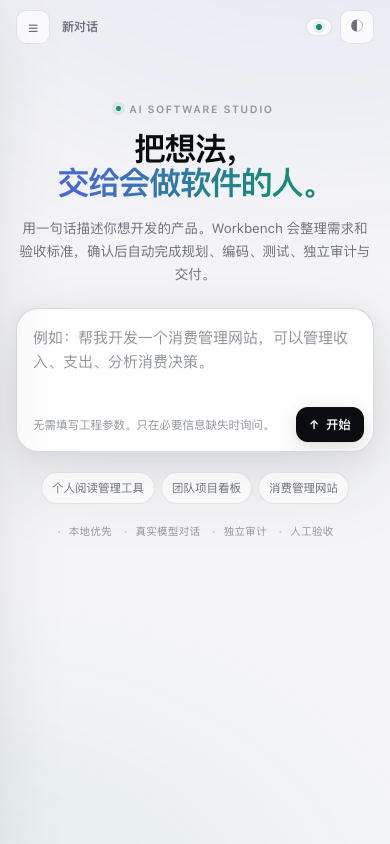 ≡ 新对话
AI SOFTWARE STUDIO
把想法，
交给会做软件的人。
用一句话描述你想开发的产品。Workbench 会整理需求和
验收标准，确认后自动完成规划、编码、测试、独立审计与
交付。
例如：帮我开发一个消费管理网站，可以管理收
入、支出、分析消费决策。
无需填写工程参数。只在必要信息缺失时询问。
↑ 开始
个人阅读管理工具 团队项目看板 消费管理网站
· 本地优先 · 真实模型对话 · 独立审计 · 人工验收